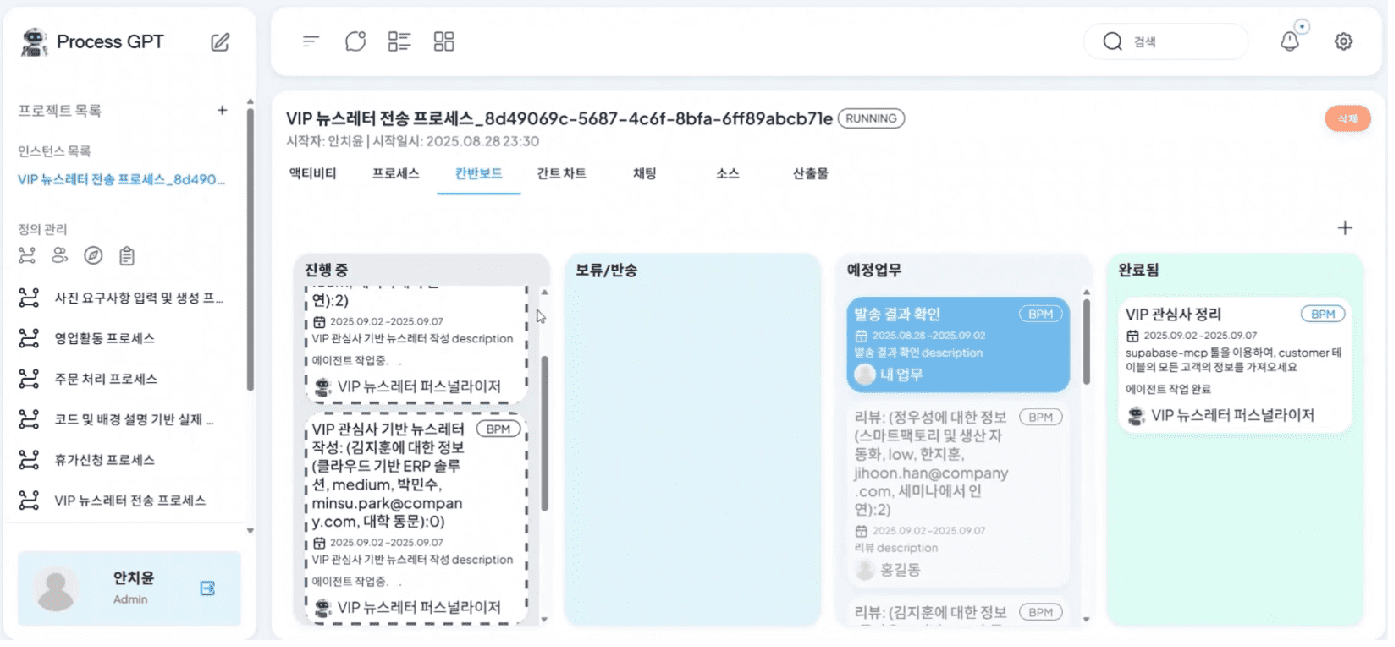 Process GPT
프로젝트 목록
+
인스턴스 목록
VIP 뉴스레터 전송 프로세스_8d490...
정의 관리
사진 요구사항 입력 및 생성 프...
영업활동 프로세스
주문 처리 프로세스
코드 및 배경 설명 기반 실제 ...
휴가신청 프로세스
VIP 뉴스레터 전송 프로세스
안치윤
Admin
검색
VIP 뉴스레터 전송 프로세스_8d49069c-5687-4c6f-8bfa-6ff89abcb71e RUNNING
삭제
시작자: 안치윤 | 시작일시: 2025.08.28 23:30
액티비티 프로세스 칸반보드 간트 차트 채팅 소스 산출물
+
진행 중
연):2)
2025.09.02 ~2025.09.07
VIP 관심사 기반 뉴스레터 작성 description
에이전트 작업중. .
VIP 뉴스레터 퍼스널라이저
VIP 관심사 기반 뉴스레터 BPM
작성: (김지훈에 대한 정보
(클라우드 기반 ERP 솔루
션, medium, 박민수,
minsu.park@compan
y.com, 대학 동문):0)
2025.09.02 ~2025.09.07
VIP 관심사 기반 뉴스레터 작성 description
에이전트 작업중. .
VIP 뉴스레터 퍼스널라이저
보류/반송
예정업무
발송 결과 확인 BPM
2025.08.28 ~2025.09.02
발송 결과 확인 description
내 업무
리뷰: (정우성에 대한 정보 BPM
(스마트팩토리 및 생산 자
동화, low, 한지훈,
jihoon.han@company
.com, 세미나에서 인
연):2)
2025.09.02 ~2025.09.07
리뷰 description
홍길동
리뷰: (김지훈에 대한 정보 BPM
완료됨
VIP 관심사 정리 BPM
2025.09.02 ~2025.09.07
supabase-mcp 툴을 이용하여, customer 테
이블의 모든 고객의 정보를 가져오세요
에이전트 작업 완료
VIP 뉴스레터 퍼스널라이저